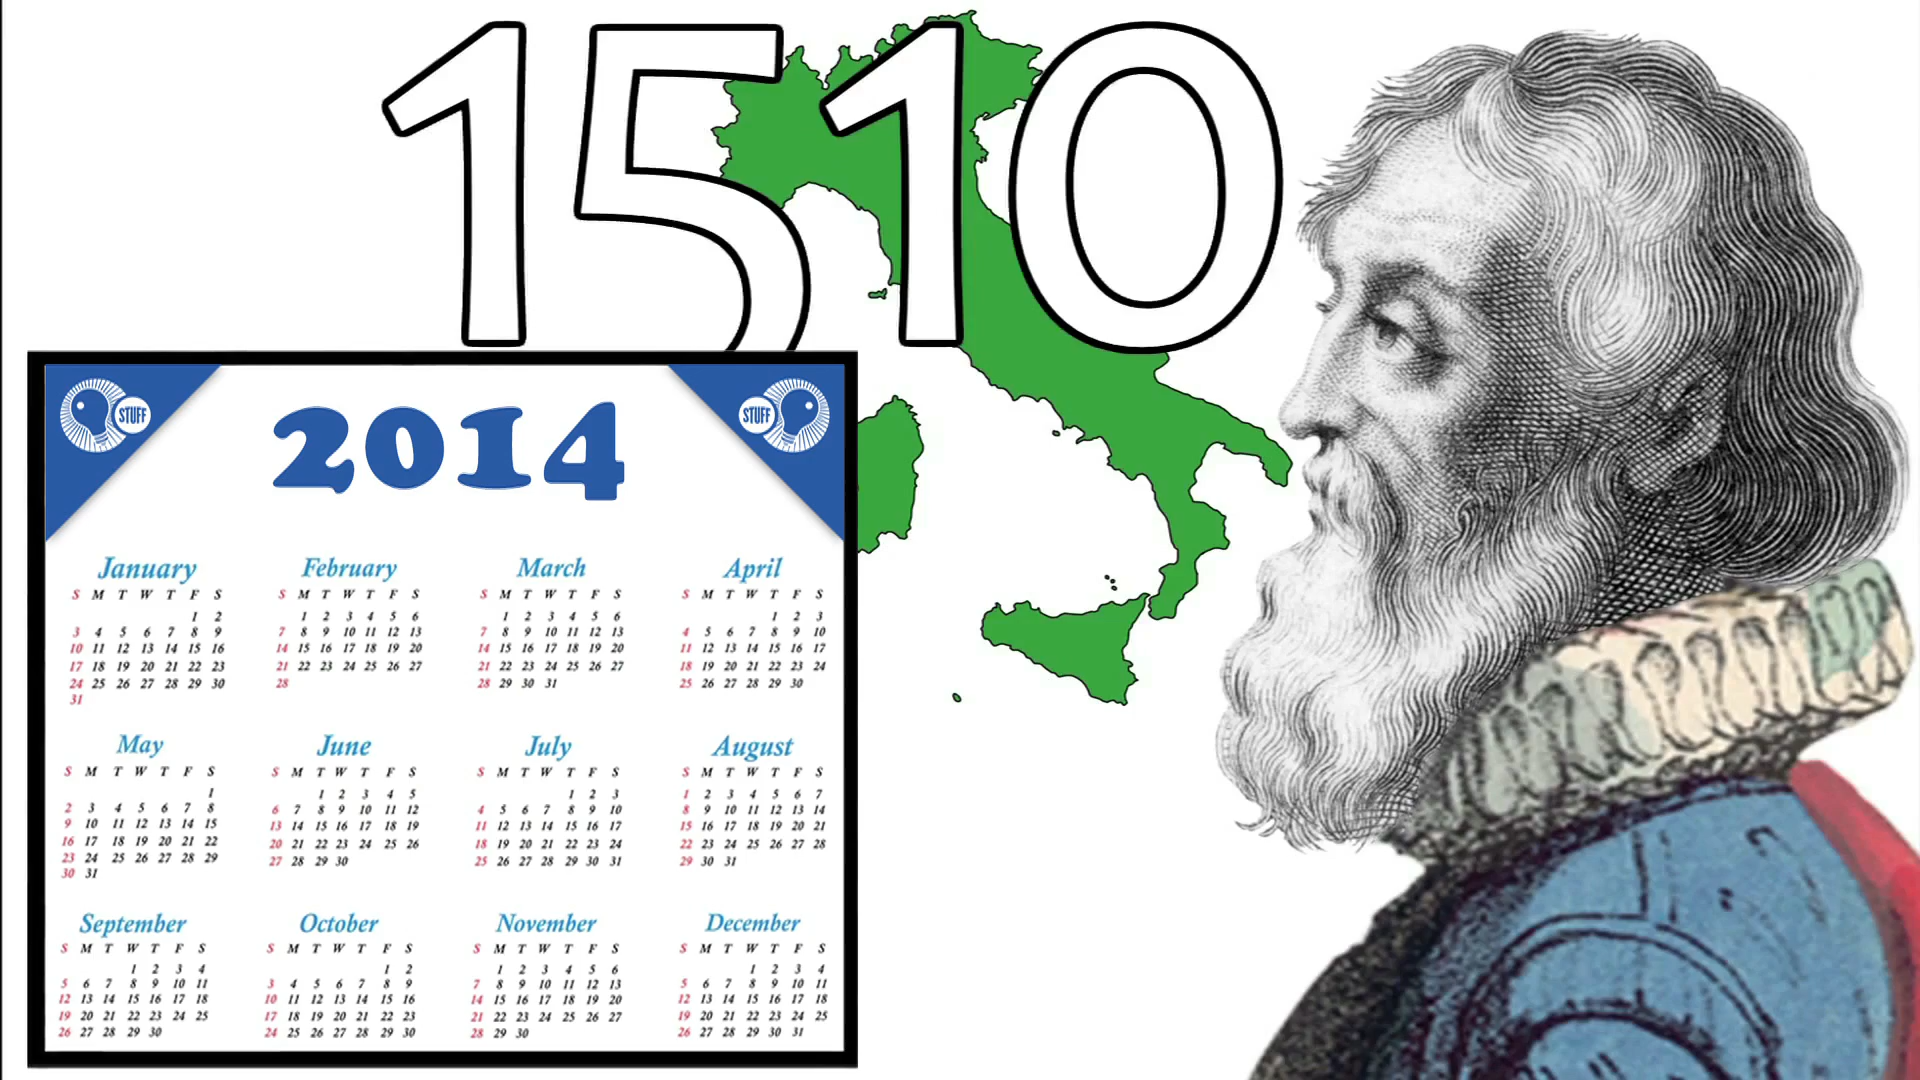 1510
STUFF
STUFF
2014
January February March April
S M T W T F S S M T W T F S S M T W T F S S M T W T F S
1 2 1 2 3 4 5 6 1 2 3 4 5 6 1 2 3
3 4 5 6 7 8 9 7 8 9 10 11 12 13 7 8 9 10 11 12 13 4 5 6 7 8 9 10
10 11 12 13 14 15 16 14 15 16 17 18 19 20 14 15 16 17 18 19 20 11 12 13 14 15 16 17
17 18 19 20 21 22 23 21 22 23 24 25 26 27 21 22 23 24 25 26 27 18 19 20 21 22 23 24
24 25 26 27 28 29 30 28 28 29 30 31 25 26 27 28 29 30
31
May June July August
S M T W T F S S M T W T F S S M T W T F S S M T W T F S
1 1 2 3 4 5 1 2 3 1 2 3 4 5 6 7
2 3 4 5 6 7 8 6 7 8 9 10 11 12 4 5 6 7 8 9 10 8 9 10 11 12 13 14
9 10 11 12 13 14 15 13 14 15 16 17 18 19 11 12 13 14 15 16 17 15 16 17 18 19 20 21
16 17 18 19 20 21 22 20 21 22 23 24 25 26 18 19 20 21 22 23 24 22 23 24 25 26 27 28
23 24 25 26 27 28 29 27 28 29 30 25 26 27 28 29 30 31 29 30 31
30 31
September October November December
S M T W T F S S M T W T F S S M T W T F S S M T W T F S
1 2 3 4 1 2 1 2 3 4 5 6 1 2 3 4
5 6 7 8 9 10 11 3 4 5 6 7 8 9 7 8 9 10 11 12 13 5 6 7 8 9 10 11
12 13 14 15 16 17 18 10 11 12 13 14 15 16 14 15 16 17 18 19 20 12 13 14 15 16 17 18
19 20 21 22 23 24 25 17 18 19 20 21 22 23 21 22 23 24 25 26 27 19 20 21 22 23 24 25
26 27 28 29 30 24 25 26 27 28 29 30 28 29 30 26 27 28 29 30 31